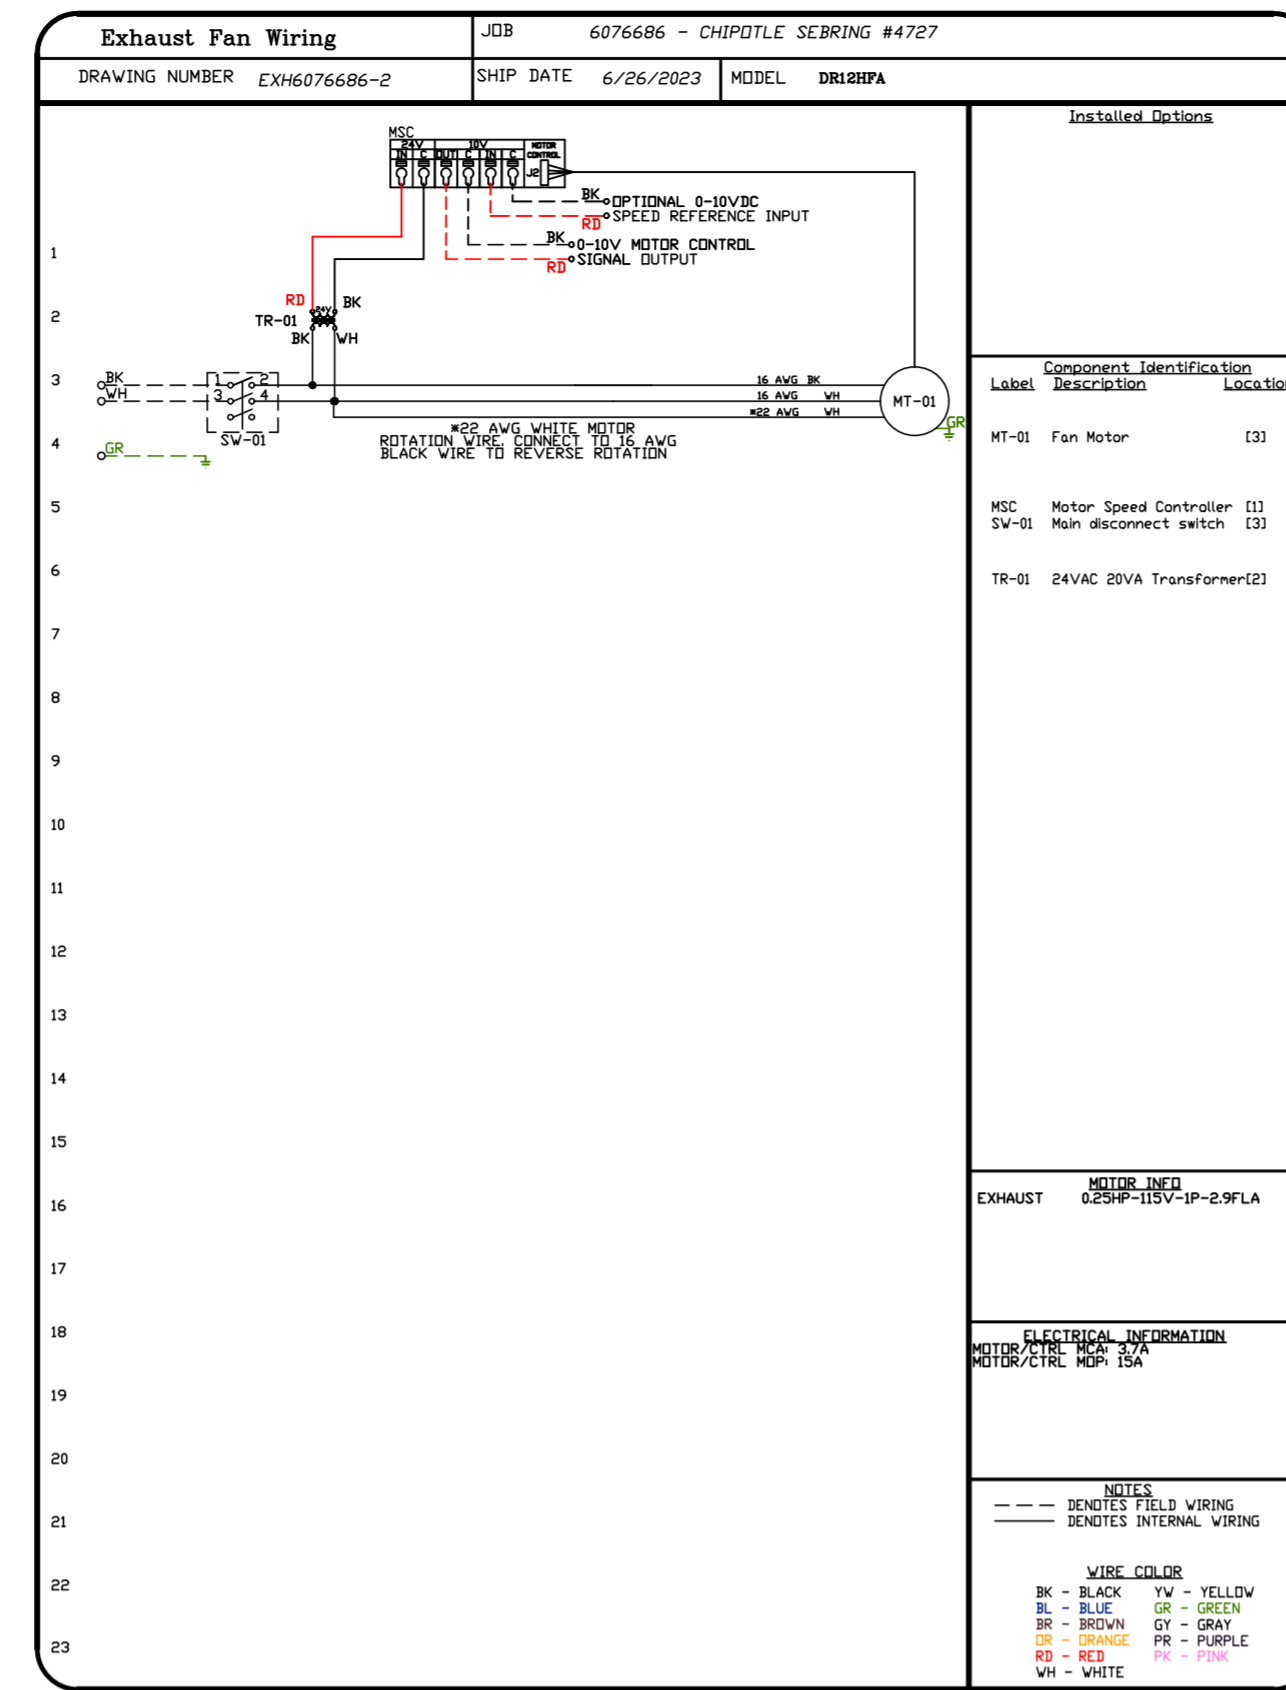 Exhaust Fan Wiring
JOB 6076686 - CHIPOTLE SEBRING #4727
DRAWING NUMBER EXH6076686-2
SHIP DATE 6/26/2023
MODEL DR12HFA
MSC
24V 10V MOTOR
IN C OUT C IN C CONTROL
J2
BK OPTIONAL 0-10VDC
RD SPEED REFERENCE INPUT
BK 0-10V MOTOR CONTROL
RD SIGNAL OUTPUT
RD BK
24V
TR-01
BK WH
BK 1 2 16 AWG BK
WH 3 4 16 AWG WH
*22 AWG WH
MT-01
GR
SW-01
GR
*22 AWG WHITE MOTOR
ROTATION WIRE. CONNECT TO 16 AWG
BLACK WIRE TO REVERSE ROTATION
1
2
3
4
5
6
7
8
9
10
11
12
13
14
15
16
17
18
19
20
21
22
23
Installed Options
Component Identification
Label Description Location
MT-01 Fan Motor [3]
MSC Motor Speed Controller [1]
SW-01 Main disconnect switch [3]
TR-01 24VAC 20VA Transformer[2]
MOTOR INFO
EXHAUST 0.25HP-115V-1P-2.9FLA
ELECTRICAL INFORMATION
MOTOR/CTRL MCA: 3.7A
MOTOR/CTRL MOP: 15A
NOTES
DENOTES FIELD WIRING
DENOTES INTERNAL WIRING
WIRE COLOR
BK - BLACK YW - YELLOW
BL - BLUE GR - GREEN
BR - BROWN GY - GRAY
OR - ORANGE PR - PURPLE
RD - RED PK - PINK
WH - WHITE